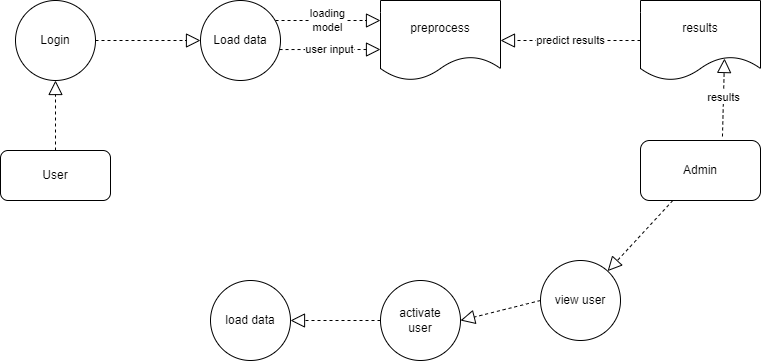 Login
Load data
loading
model
user input
preprocess
predict results
results
results
User
Admin
view user
activate
user
load data